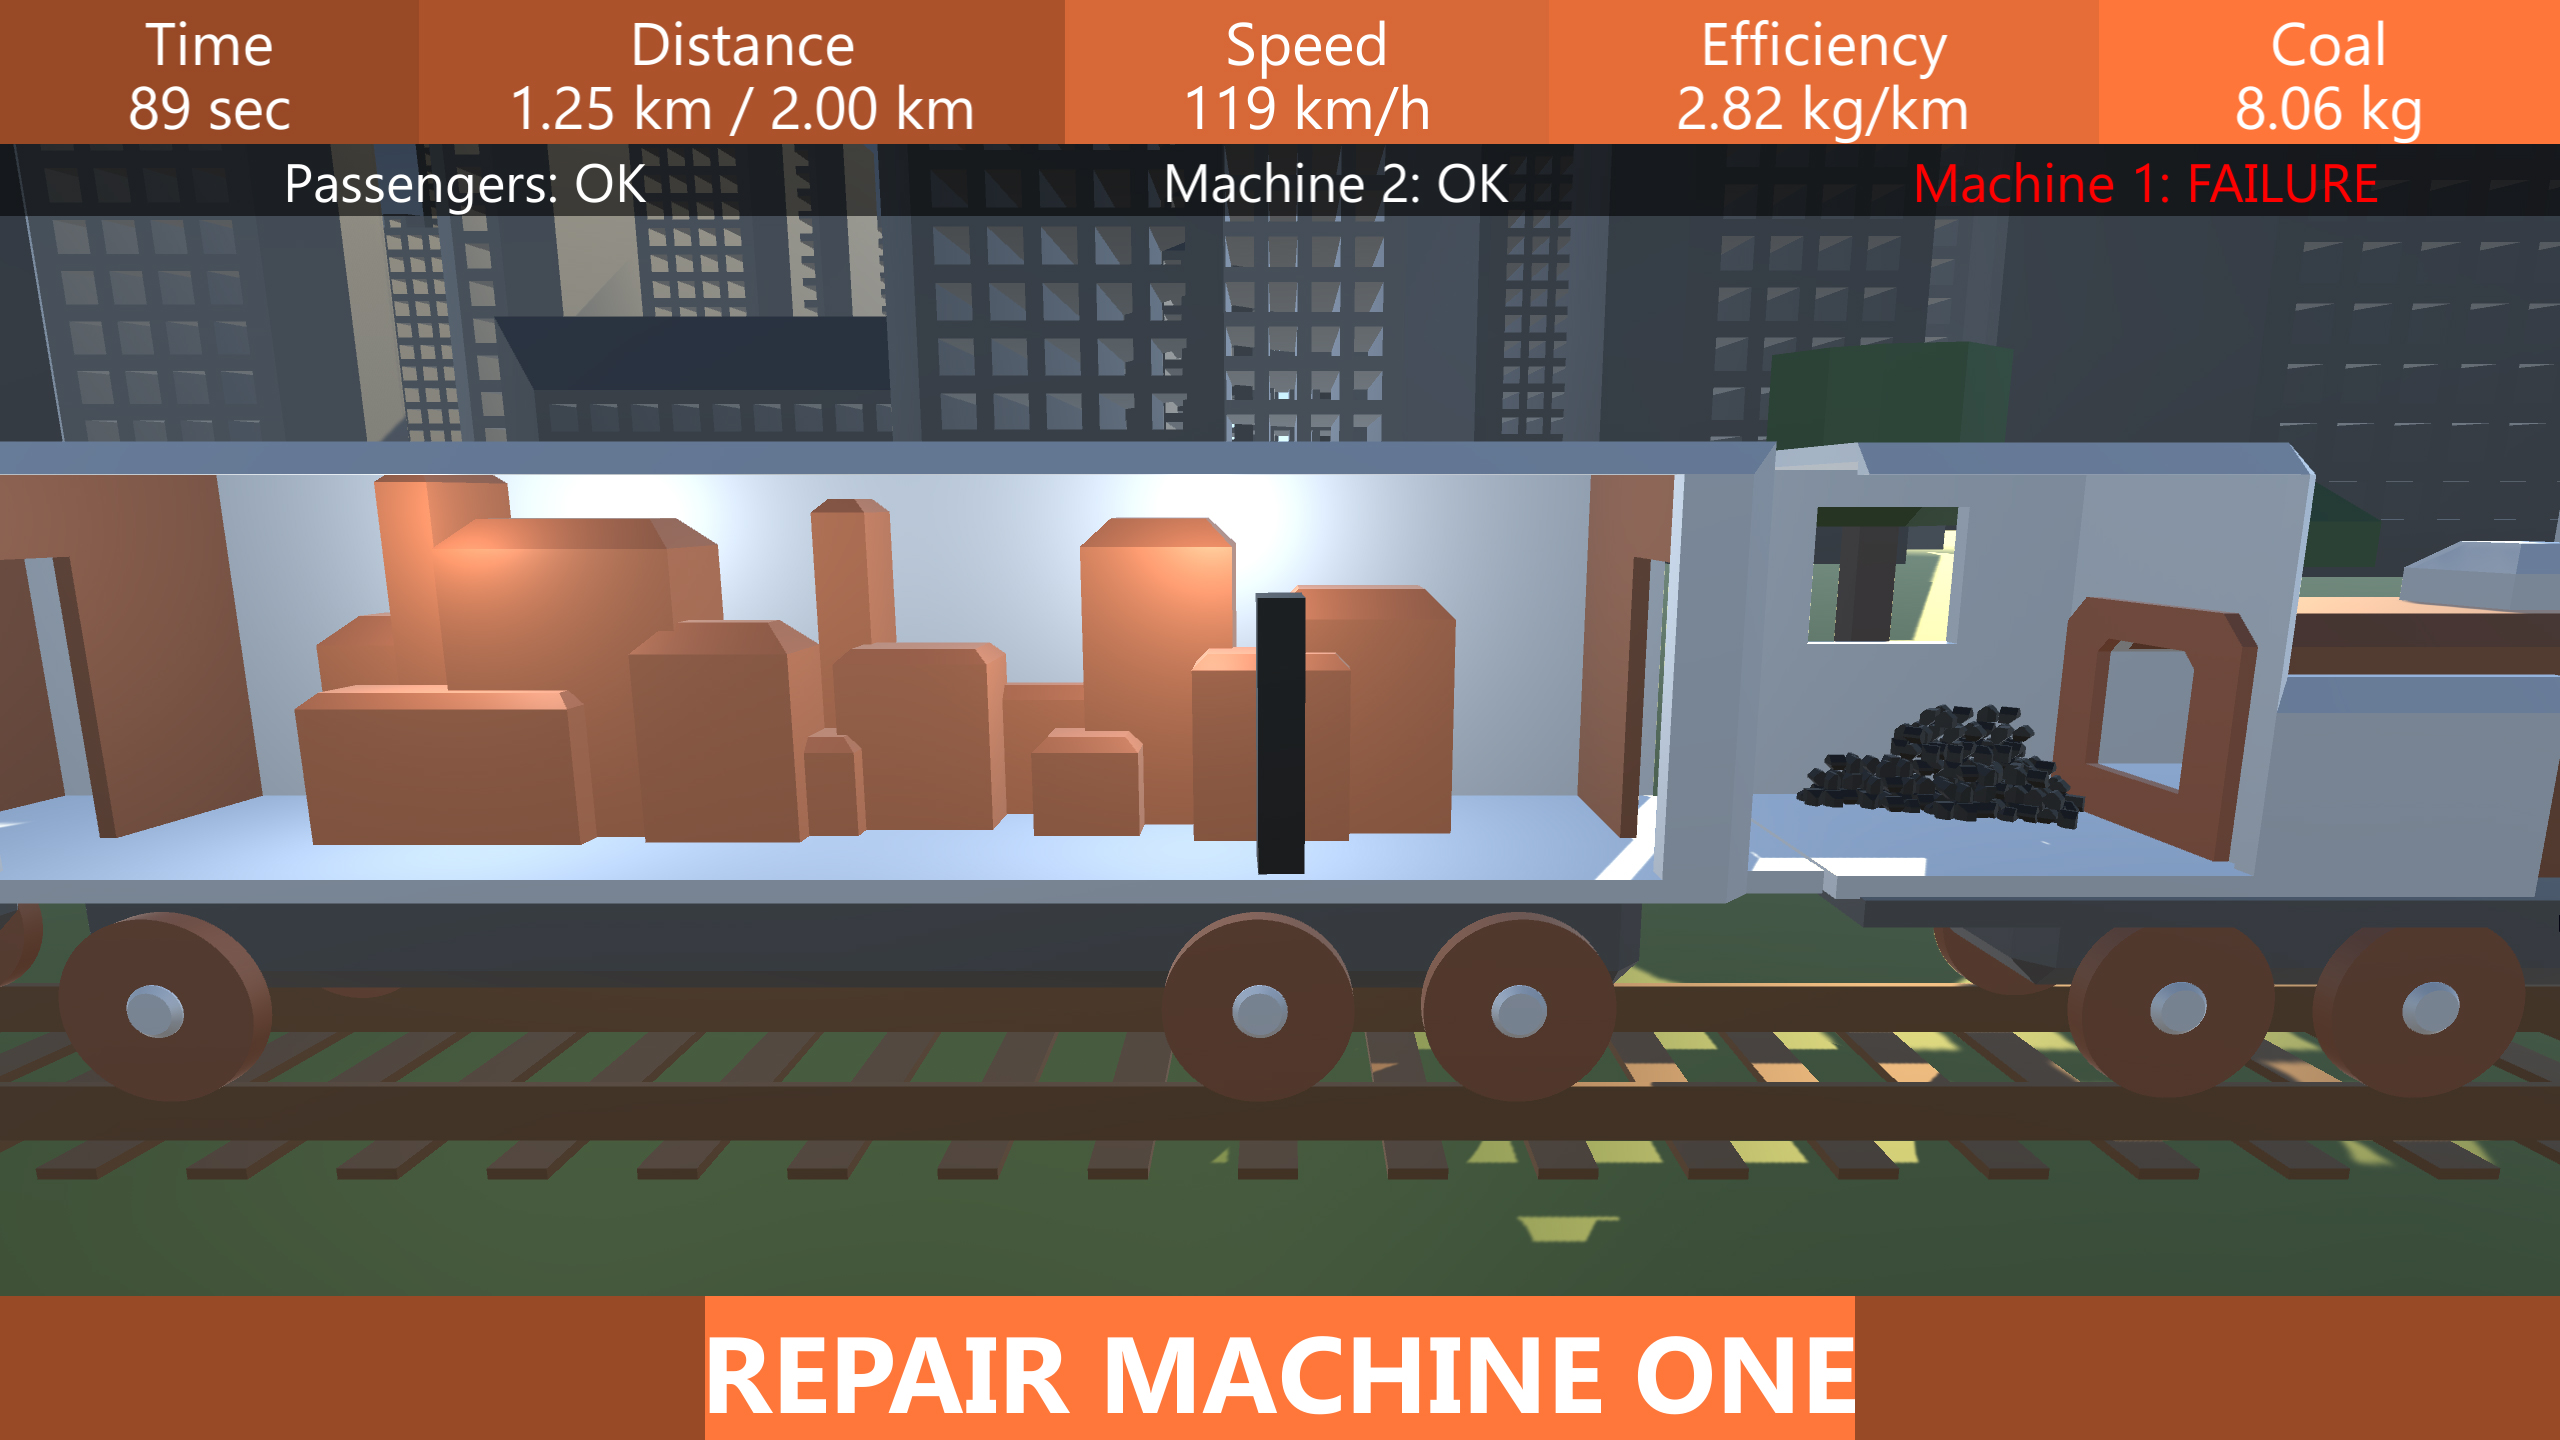 Time
89 sec
Distance
1.25 km / 2.00 km
Speed
119 km/h
Efficiency
2.82 kg/km
Coal
8.06 kg
Passengers: OK
Machine 2: OK
Machine 1: FAILURE
REPAIR MACHINE ONE